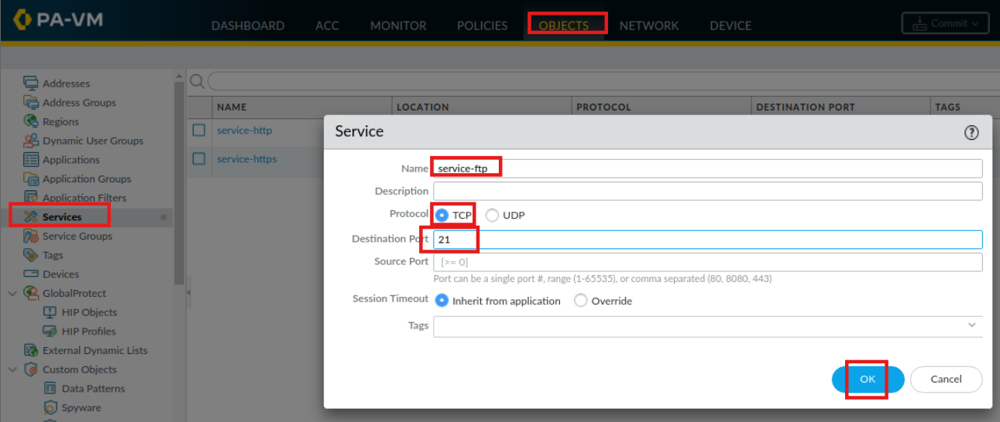 PA-VM
DASHBOARD ACC MONITOR POLICIES OBJECTS NETWORK DEVICE Commit
Addresses
Address Groups
Regions
Dynamic User Groups
Applications
Application Groups
Application Filters
Services
Service Groups
Tags
Devices
GlobalProtect
HIP Objects
HIP Profiles
External Dynamic Lists
Custom Objects
Data Patterns
Spyware
NAME LOCATION PROTOCOL DESTINATION PORT TAGS
service-http
service-https
Service
Name service-ftp
Description
Protocol TCP UDP
Destination Port 21
Source Port [>= 0]
Port can be a single port #, range (1-65535), or comma separated (80, 8080, 443)
Session Timeout Inherit from application Override
Tags
OK Cancel